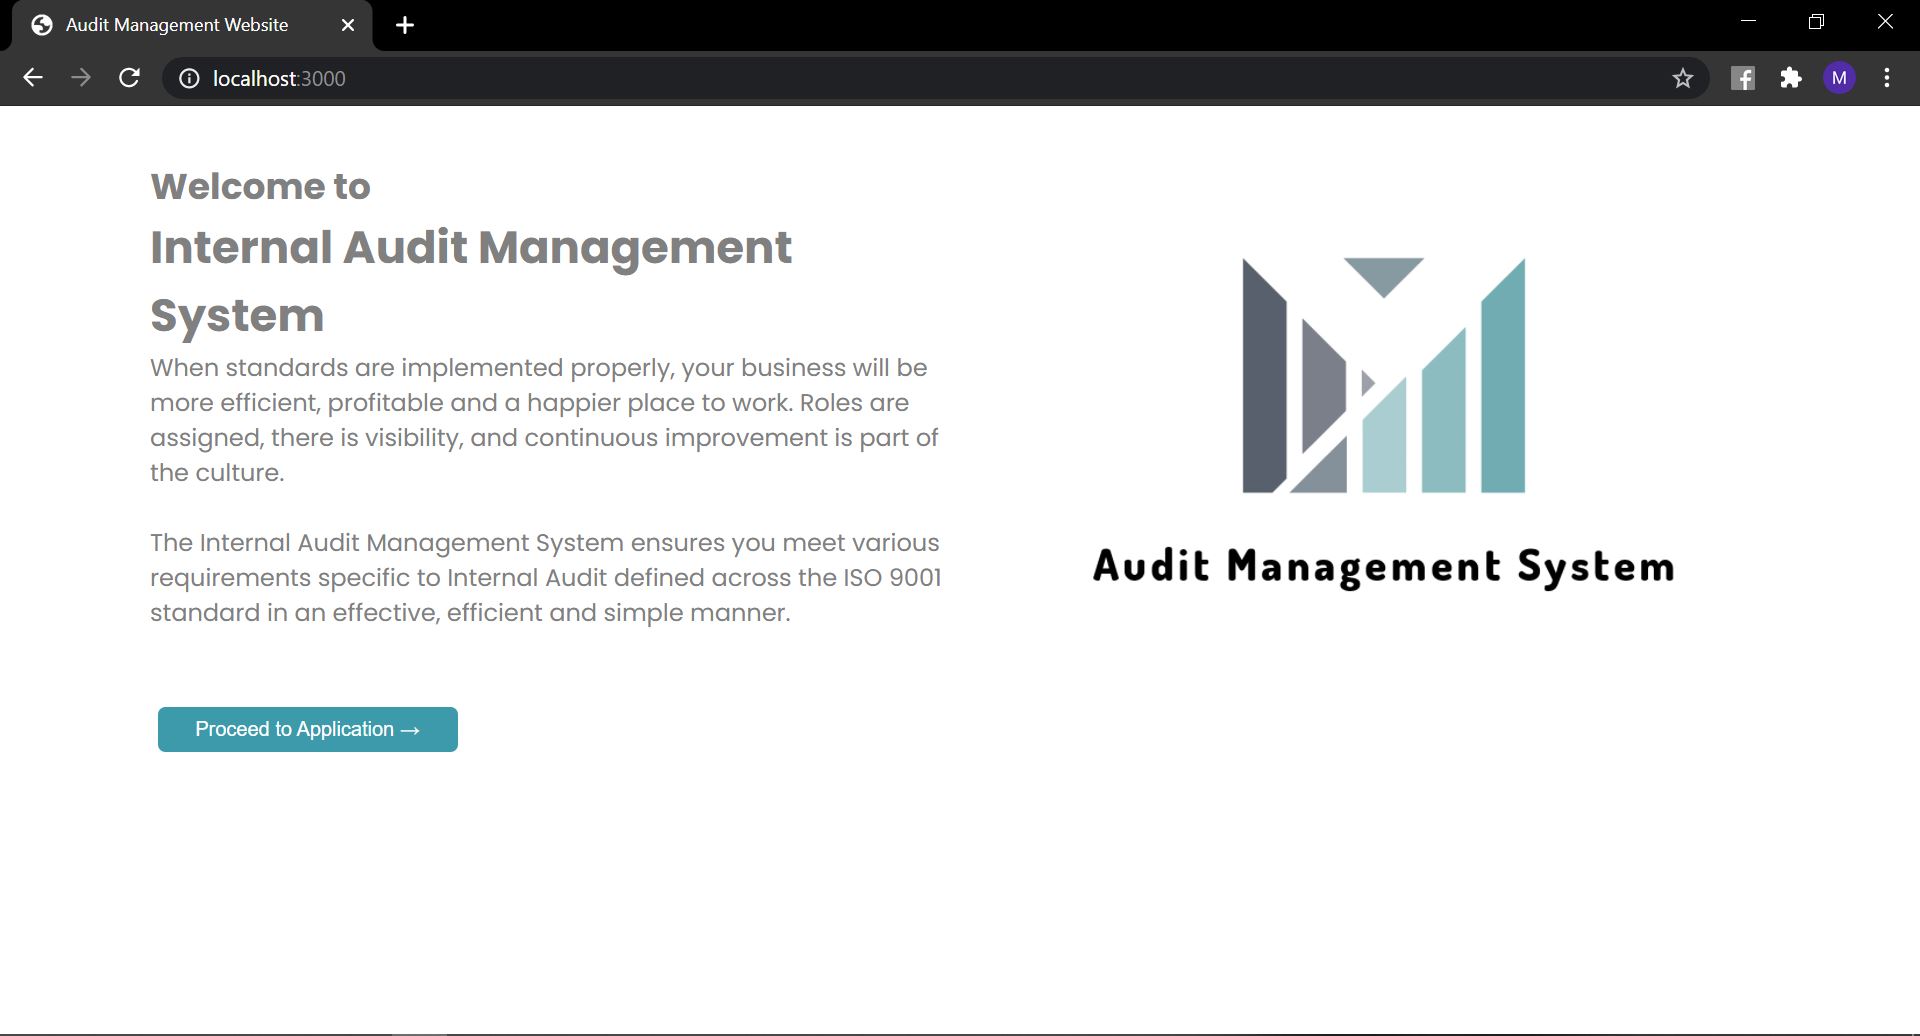 Audit Management Website
localhost:3000
M
Welcome to
Internal Audit Management
System
When standards are implemented properly, your business will be
more efficient, profitable and a happier place to work. Roles are
assigned, there is visibility, and continuous improvement is part of
the culture.
The Internal Audit Management System ensures you meet various
requirements specific to Internal Audit defined across the ISO 9001
standard in an effective, efficient and simple manner.
Proceed to Application →
Audit Management System